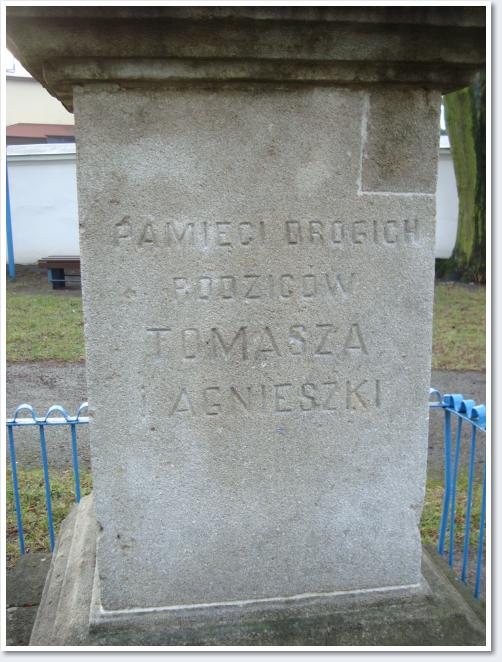 PAMIĘCI DROGICH
RODZICÓW
TOMASZA
I AGNIESZKI